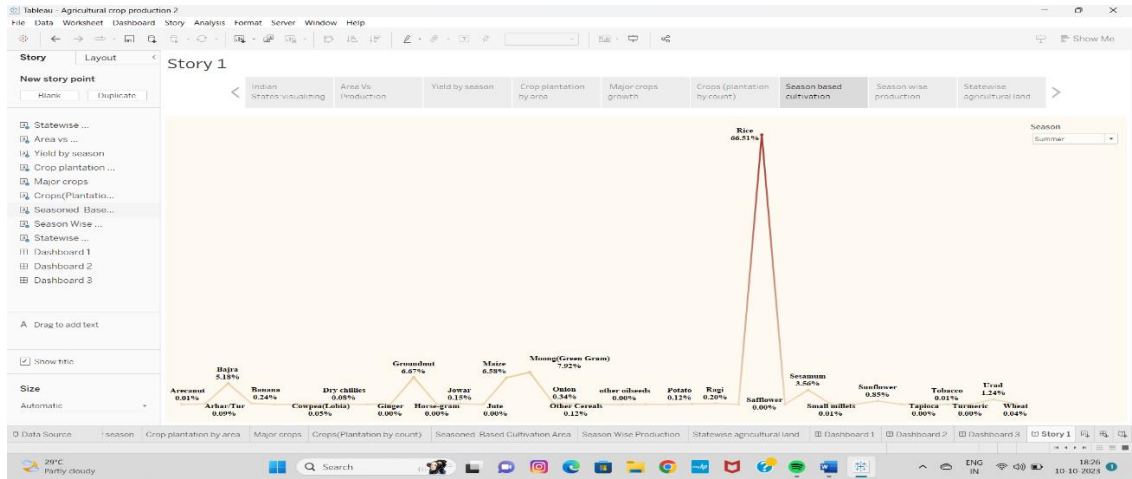 Tableau - Agricultural crop production 2
File Data Worksheet Dashboard Story Analysis Format Server Window Help
Show Me
Story Layout
Story 1
New story point
Blank Duplicate
Indian States visualizing
Area Vs Production
Yield by season
Crop plantation by area
Major crops growth
Crops (plantation by count)
Season based cultivation
Season wise production
Statewise agricultural land
Statewise ...
Area vs ...
Yield by season
Crop plantation ...
Major crops
Crops(Plantatio...
Seasoned Base...
Season Wise ...
Statewise ...
Dashboard 1
Dashboard 2
Dashboard 3
A Drag to add text
Show title
Size
Automatic
Season
Summer
Rice
66.51%
Arecanut
0.01%
Arhar/Tur
0.09%
Bajra
5.18%
Banana
0.24%
Cowpea(Lobia)
0.05%
Dry chillies
0.08%
Ginger
0.00%
Groundnut
6.67%
Horse-gram
0.00%
Jowar
0.15%
Jute
0.00%
Maize
6.58%
Moong(Green Gram)
7.92%
Onion
0.34%
Other Cereals
0.12%
other oilseeds
0.00%
Potato
0.12%
Ragi
0.20%
Safflower
0.00%
Sesamum
3.56%
Small millets
0.01%
Sunflower
0.85%
Tapioca
0.00%
Tobacco
0.01%
Turmeric
0.00%
Urad
1.24%
Wheat
0.04%
Data Source season Crop plantation by area Major crops Crops(Plantation by count) Seasoned Based Cultivation Area Season Wise Production Statewise agricultural land Dashboard 1 Dashboard 2 Dashboard 3 Story 1
29°C
Partly cloudy
Search
ENG
IN
18:26
10-10-2023